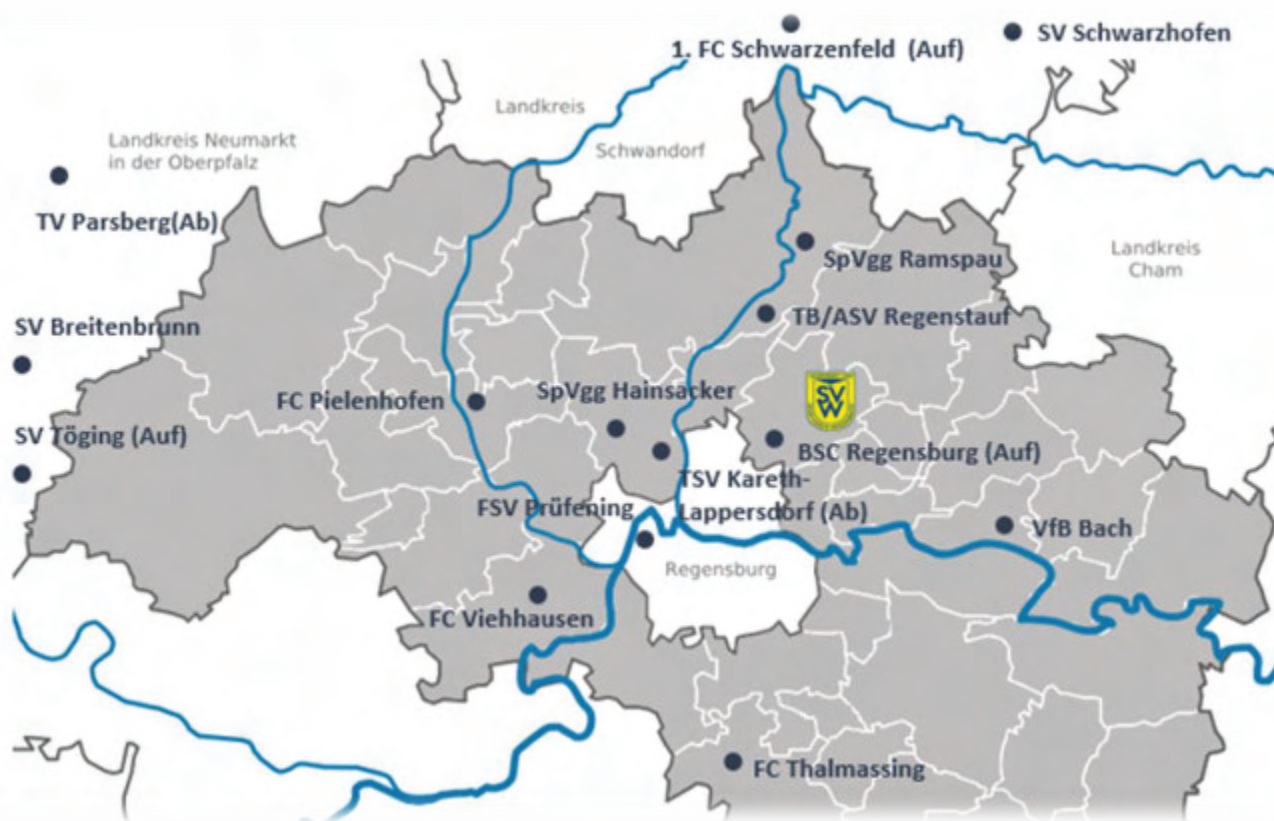 1. FC Schwarzenfeld (Auf)
SV Schwarzhofen
Landkreis
Schwandorf
Landkreis Neumarkt
in der Oberpfalz
TV Parsberg(Ab)
Landkreis
Cham
SpVgg Ramspau
SV Breitenbrunn
TB/ASV Regenstauf
SpVgg Hainsacker
FC Pielenhofen
SV
W
SV Töging (Auf)
BSC Regensburg (Auf)
TSV Kareth-
Lappersdorf (Ab)
FSV Prüfening
VfB Bach
Regensburg
FC Viehhausen
FC Thalmassing